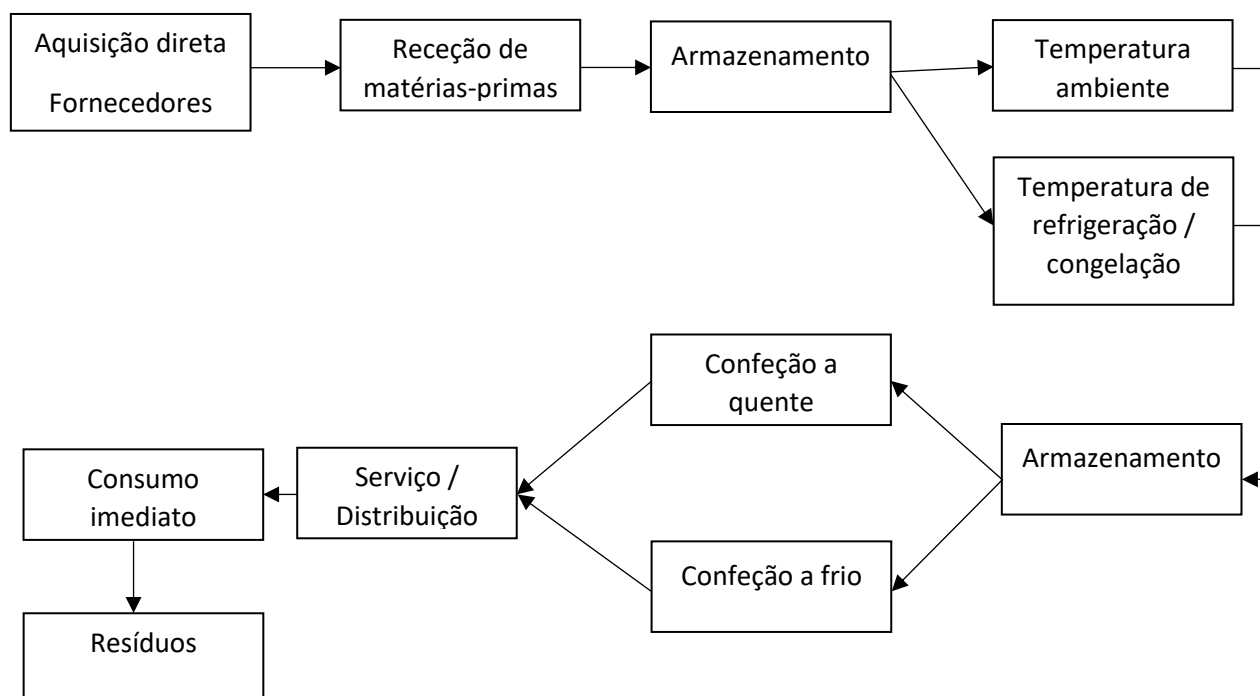 Aquisição direta
Fornecedores
Receção de
matérias-primas
Armazenamento
Temperatura
ambiente
Temperatura de
refrigeração /
congelação
Armazenamento
Confeção a
quente
Confeção a frio
Serviço /
Distribuição
Consumo
imediato
Resíduos